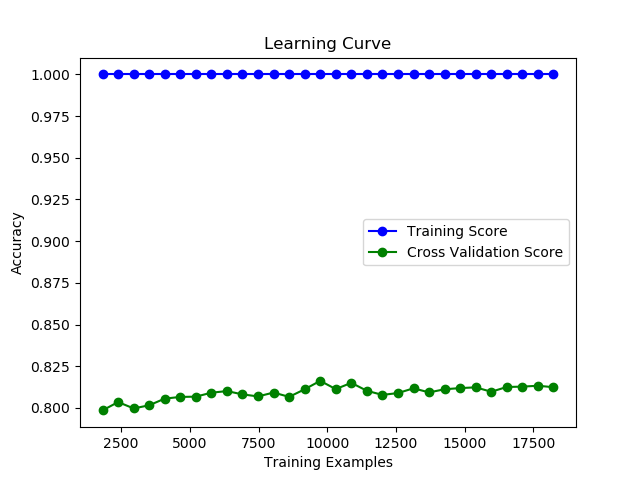 Learning Curve
1.000
0.975
0.950
0.925
0.900
0.875
0.850
0.825
0.800
Accuracy
Training Score
Cross Validation Score
2500 5000 7500 10000 12500 15000 17500
Training Examples